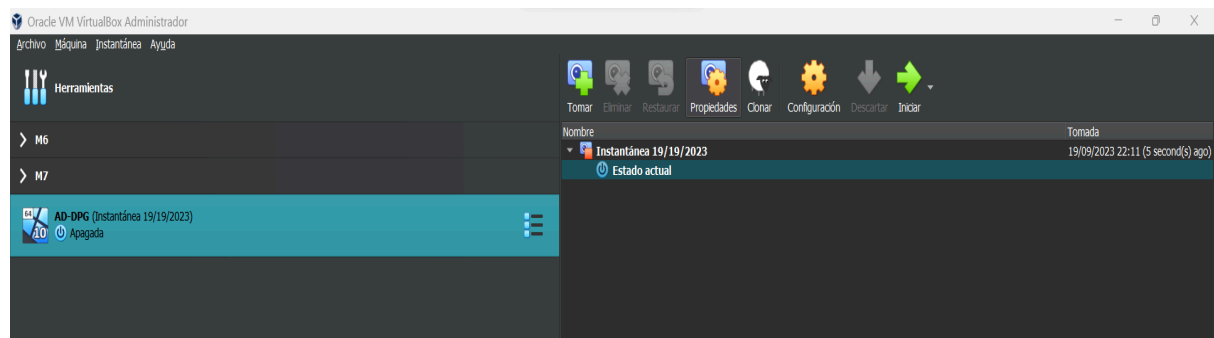 Oracle VM VirtualBox Administrador
Archivo Máquina Instantánea Ayuda
Herramientas
Tomar Eliminar Restaurar Propiedades Clonar Configuración Descartar Iniciar
Nombre Tomada
M6
Instantánea 19/19/2023 19/09/2023 22:11 (5 second(s) ago)
M7
Estado actual
64
10
AD-DPG (Instantánea 19/19/2023)
Apagada